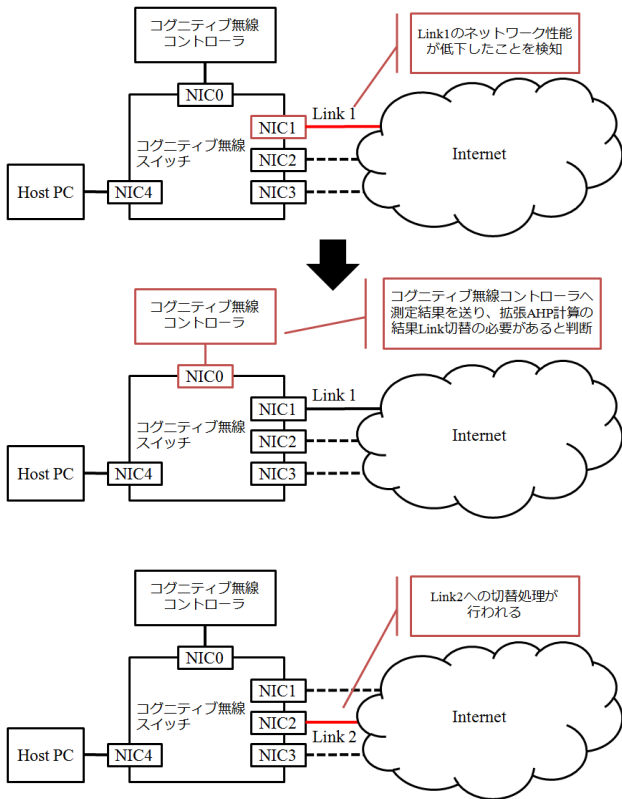 コグニティブ無線
コントローラ
Link1のネットワーク性能
が低下したことを検知
NIC0
NIC1
Link 1
コグニティブ無線
スイッチ
NIC2
Internet
Host PC
NIC4
NIC3
コグニティブ無線
コントローラ
コグニティブ無線コントローラへ
測定結果を送り、拡張AHP計算の
結果Link切替の必要があると判断
NIC0
NIC1
Link 1
コグニティブ無線
スイッチ
NIC2
Internet
Host PC
NIC4
NIC3
コグニティブ無線
コントローラ
Link2への切替処理が
行われる
NIC0
NIC1
コグニティブ無線
スイッチ
NIC2
Internet
Link 2
Host PC
NIC4
NIC3